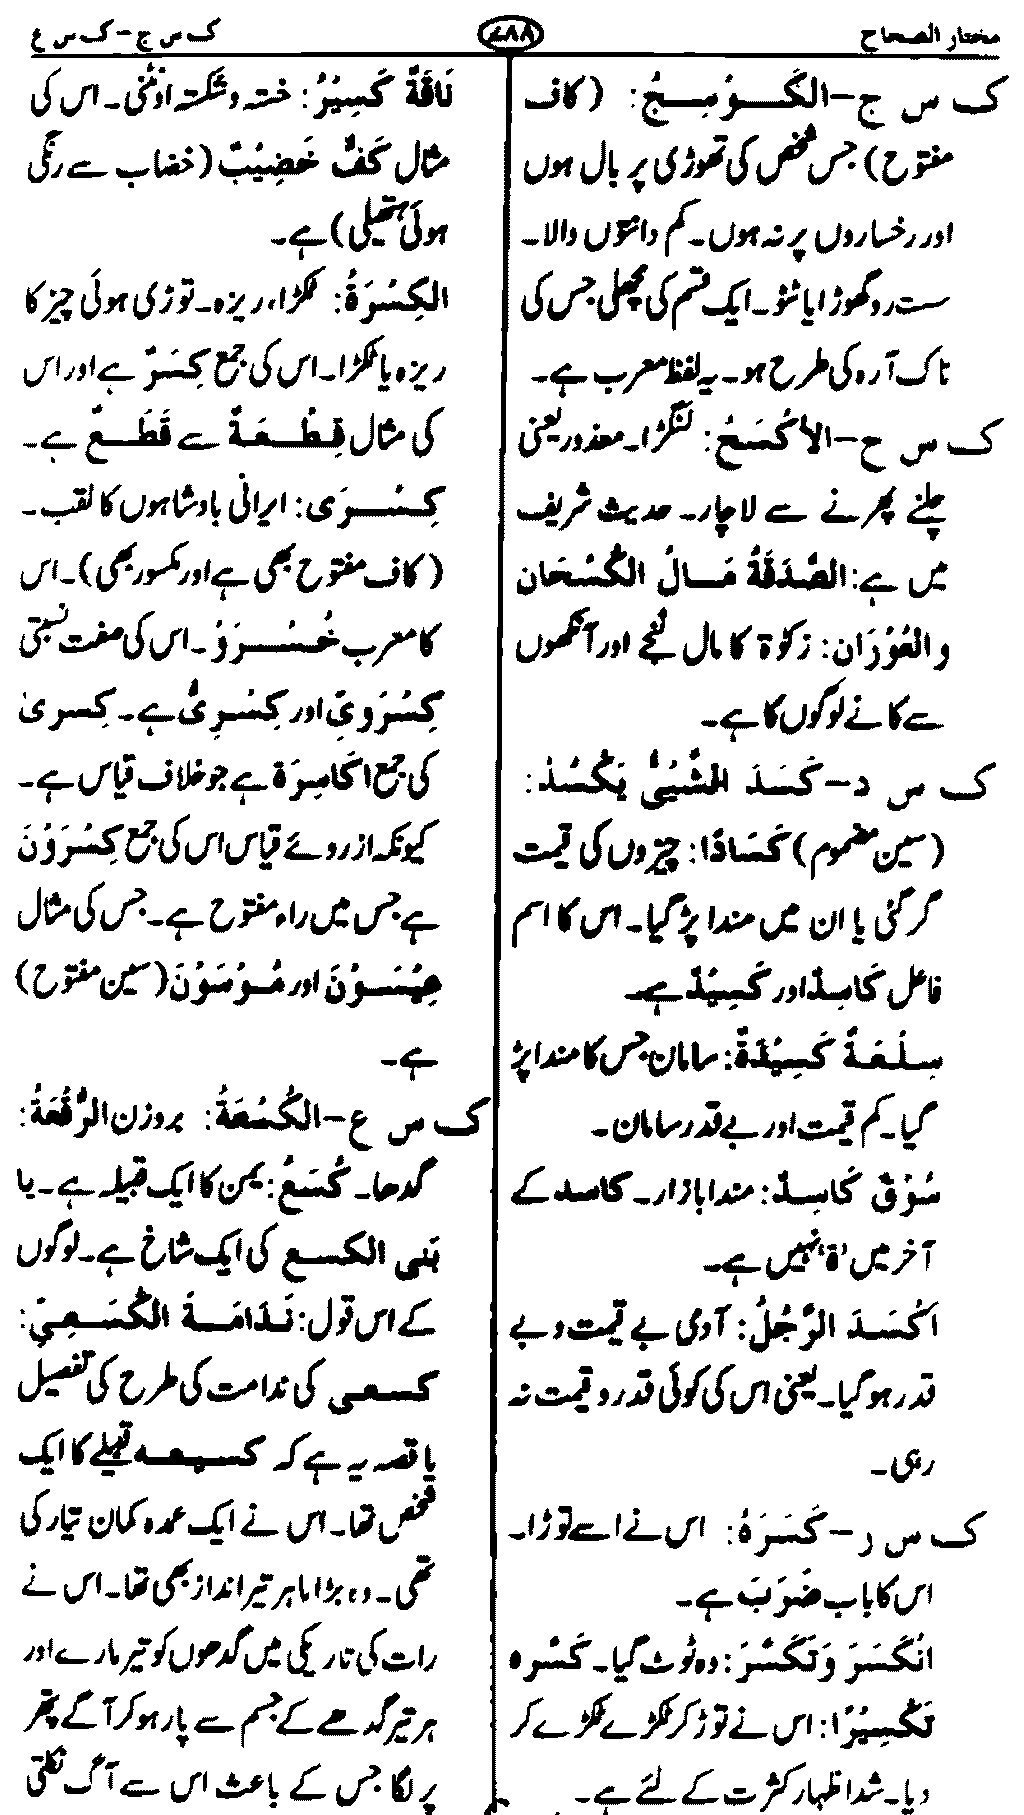 مختار الصحاح
۷۸۸
ک س ج-ک س ع
ک س ج-الْكَوْسِجُ: (کاف
مفتوح) جس شخص کی تھوڑی پر بال ہوں
اور رخساروں پر نہ ہوں۔ کم دانتوں والا۔
ست رو گھوڑا یا ٹٹو۔ ایک قسم کی مچھلی جس کی
ناک آرہ کی طرح ہو۔ یہ لفظ معرب ہے۔
ک س ح-الأكْسَحُ: لنگڑا۔ معذور یعنی
چلنے پھرنے سے لاچار۔ حدیث شریف
میں ہے: الصَّدَقَةُ مَالُ الكُسْحَان
والعُوْرَان: زکوٰۃ کا مال لنجے اور آنکھوں
سے کانے لوگوں کا ہے۔
ک س د-كَسَدَ الشَّيْئُ يَكْسُدُ:
(سین مضموم) كَسَادًا: چیزوں کی قیمت
گر گئی یا ان میں مندا پڑ گیا۔ اس کا اسم
فاعل كَاسِدٌ اور كَسِيْدٌ ہے۔
سِلْعَةٌ كَسِيْدَةٌ: سامان جس کا مندا پڑ
گیا۔ کم قیمت اور بے قدر سامان۔
سُوْقٌ كَاسِدٌ: مندا بازار۔ کاسد کے
آخر میں ’ۃ‘ نہیں ہے۔
اَكْسَدَ الرَّجُلُ: آدمی بے قیمت و بے
قدر ہو گیا۔ یعنی اس کی کوئی قدر و قیمت نہ
رہی۔
ک س ر-كَسَرَهُ: اس نے اسے توڑا۔
اس کا باب ضَرَبَ ہے۔
انْكَسَرَ وَتَكَسَّرَ: وہ ٹوٹ گیا۔ كَسَّرہ
تَكْسِيْرًا: اس نے توڑ کر ٹکڑے ٹکڑے کر
دیا۔ شد اظہار کثرت کے لئے ہے۔
نَاقَةٌ كَسِيْرُ: خستہ و شکستہ اونٹنی۔ اس کی
مثال كَفٌّ خَضِيْبٌ (خضاب سے رنگی
ہوئی ہتھیلی) ہے۔
الكِسْرَةُ: ٹکڑا، ریزہ۔ توڑی ہوئی چیز کا
ریزہ یا ٹکڑا۔ اس کی جمع كِسَرٌ ہے اور اس
کی مثال قِطْعَةٌ سے قَطَعٌ ہے۔
كِسْرَى: ایرانی بادشاہوں کا لقب۔
(کاف مفتوح بھی ہے اور مکسور بھی)۔ اس
کا معرب خُسْرَوْ۔ اس کی صفت نسبتی
كِسْرَوِيّ اور كِسْرِىُّ ہے۔ کِسریٰ
کی جمع اكَاسِرَة ہے جو خلاف قیاس ہے۔
کیونکہ از روئے قیاس اس کی جمع كِسْرَوْنَ
ہے جس میں راء مفتوح ہے۔ جس کی مثال
عِيْسَوْنَ اور مُوْسَوْنَ (سین مفتوح)
ہے۔
ک س ع-الكُسْعَةُ: بروزن الرُّقْعَةُ:
گدھا۔ كُسَعُ: یمن کا ایک قبیلہ ہے۔ یا
بَنی الکسع کی ایک شاخ ہے۔ لوگوں
کے اس قول: نَدَامَةَ الكُسَعِيِّ:
کسعی کی ندامت کی طرح کی تفصیل
یا قصہ یہ ہے کہ کسیعہ قبیلے کا ایک
شخص تھا۔ اس نے ایک عمدہ کمان تیار کی
تھی۔ وہ بڑا ماہر تیر انداز بھی تھا۔ اس نے
رات کی تاریکی میں گدھوں کو تیر مارے اور
ہر تیر گدھے کے جسم سے پار ہو کر آگے پتھر
پر لگا جس کے باعث اس سے آگ نکلتی